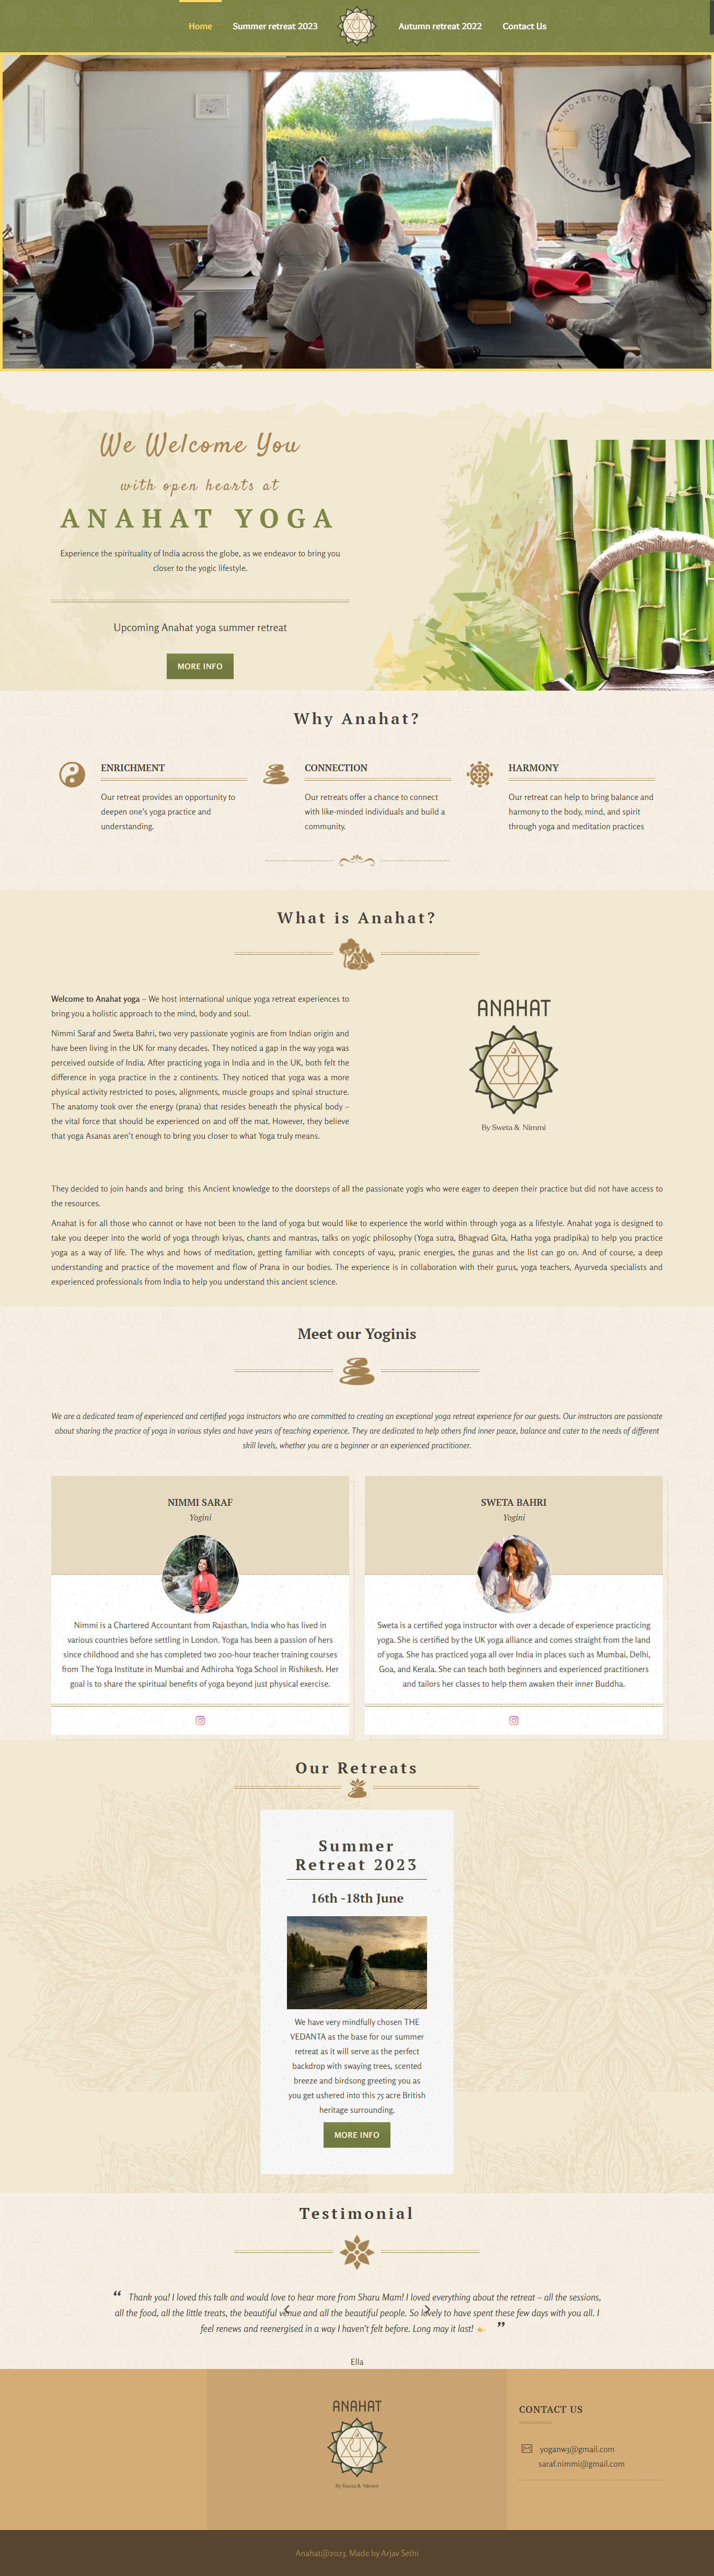 Home
Summer retreat 2023
Autumn retreat 2022
Contact Us
We Welcome You
with open hearts at
ANAHAT YOGA
Experience the spirituality of India across the globe, as we endeavor to bring you
closer to the yogic lifestyle.
Upcoming Anahat yoga summer retreat
MORE INFO
Why Anahat?
ENRICHMENT
Our retreat provides an opportunity to
deepen one's yoga practice and
understanding.
CONNECTION
Our retreats offer a chance to connect
with like-minded individuals and build a
community.
HARMONY
Our retreat can help to bring balance and
harmony to the body, mind, and spirit
through yoga and meditation practices
What is Anahat?
Welcome to Anahat yoga – We host international unique yoga retreat experiences to
bring you a holistic approach to the mind, body and soul.
Nimmi Saraf and Sweta Bahri, two very passionate yoginis are from Indian origin and
have been living in the UK for many decades. They noticed a gap in the way yoga was
perceived outside of India. After practicing yoga in India and in the UK, both felt the
difference in yoga practice in the 2 continents. They noticed that yoga was a more
physical activity restricted to poses, alignments, muscle groups and spinal structure.
The anatomy took over the energy (prana) that resides beneath the physical body –
the vital force that should be experienced on and off the mat. However, they believe
that yoga Asanas aren't enough to bring you closer to what Yoga truly means.
ANAHAT
By Sweta & Nimmi
They decided to join hands and bring this Ancient knowledge to the doorsteps of all the passionate yogis who were eager to deepen their practice but did not have access to
the resources.
Anahat is for all those who cannot or have not been to the land of yoga but would like to experience the world within through yoga as a lifestyle. Anahat yoga is designed to
take you deeper into the world of yoga through kriyas, chants and mantras, talks on yogic philosophy (Yoga sutra, Bhagvad Gita, Hatha yoga pradipika) to help you practice
yoga as a way of life. The whys and hows of meditation, getting familiar with concepts of vayu, pranic energies, the gunas and the list can go on. And of course, a deep
understanding and practice of the movement and flow of Prana in our bodies. The experience is in collaboration with their gurus, yoga teachers, Ayurveda specialists and
experienced professionals from India to help you understand this ancient science.
Meet our Yoginis
We are a dedicated team of experienced and certified yoga instructors who are committed to creating an exceptional yoga retreat experience for our guests. Our instructors are passionate
about sharing the practice of yoga in various styles and have years of teaching experience. They are dedicated to help others find inner peace, balance and cater to the needs of different
skill levels, whether you are a beginner or an experienced practitioner.
NIMMI SARAF
Yogini
Nimmi is a Chartered Accountant from Rajasthan, India who has lived in
various countries before settling in London. Yoga has been a passion of hers
since childhood and she has completed two 200-hour teacher training courses
from The Yoga Institute in Mumbai and Adhiroha Yoga School in Rishikesh. Her
goal is to share the spiritual benefits of yoga beyond just physical exercise.
SWETA BAHRI
Yogini
Sweta is a certified yoga instructor with over a decade of experience practicing
yoga. She is certified by the UK yoga alliance and comes straight from the land
of yoga. She has practiced yoga all over India in places such as Mumbai, Delhi,
Goa, and Kerala. She can teach both beginners and experienced practitioners
and tailors her classes to help them awaken their inner Buddha.
Our Retreats
Summer
Retreat 2023
16th -18th June
We have very mindfully chosen THE
VEDANTA as the base for our summer
retreat as it will serve as the perfect
backdrop with swaying trees, scented
breeze and birdsong greeting you as
you get ushered into this 75 acre British
heritage surrounding.
MORE INFO
Testimonial
“ Thank you! I loved this talk and would love to hear more from Sharu Mam! I loved everything about the retreat – all the sessions,
all the food, all the little treats, the beautiful venue and all the beautiful people. So lovely to have spent these few days with you all. I
feel renews and reenergised in a way I haven't felt before. Long may it last! ”
Ella
ANAHAT
By Sweta & Nimmi
CONTACT US
yoganw3@gmail.com
saraf.nimmi@gmail.com
Anahat@2023. Made by Arjav Sethi